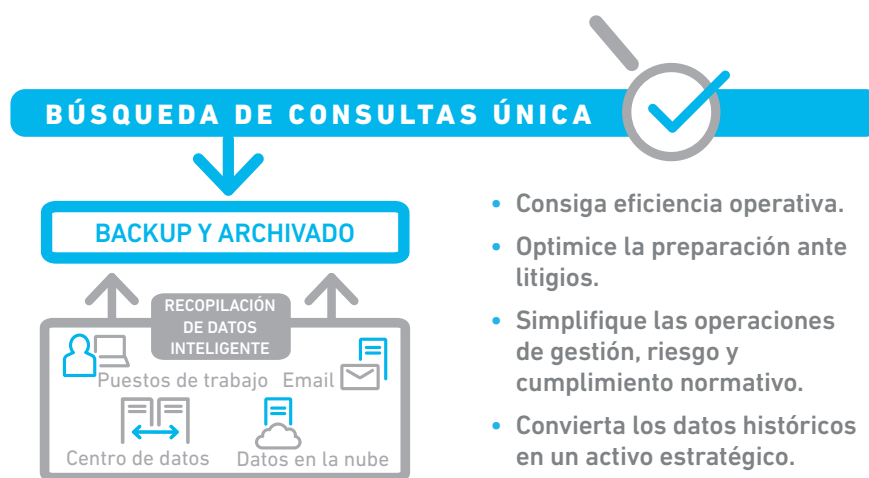 BÚSQUEDA DE CONSULTAS ÚNICA
BACKUP Y ARCHIVADO
RECOPILACIÓN
DE DATOS
INTELIGENTE
Puestos de trabajo Email
Centro de datos Datos en la nube
• Consiga eficiencia operativa.
• Optimice la preparación ante
litigios.
• Simplifique las operaciones
de gestión, riesgo y
cumplimiento normativo.
• Convierta los datos históricos
en un activo estratégico.